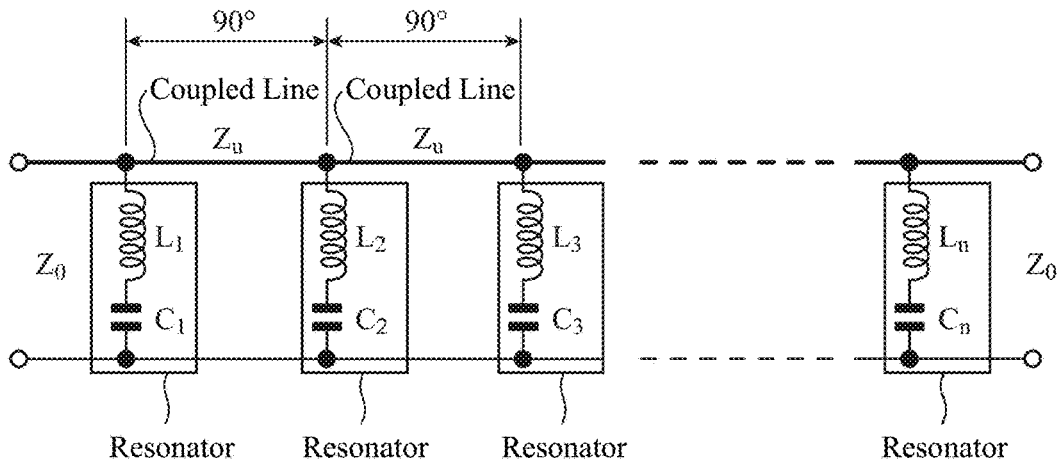 90° 90°
Coupled Line Coupled Line
Zu Zu
L1 L2 L3 Ln
Z0 Z0
C1 C2 C3 Cn
Resonator Resonator Resonator Resonator